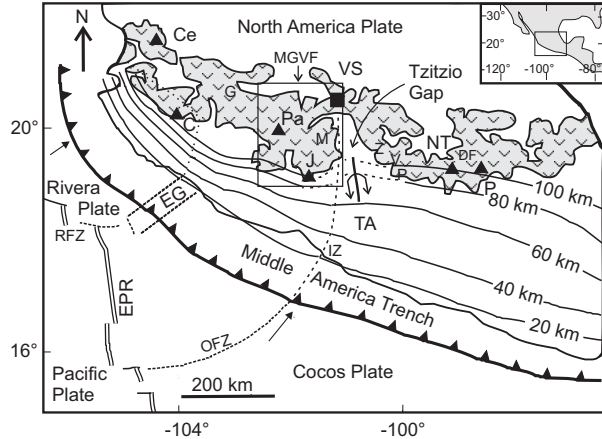 North America Plate
N
Ce
MGVF
VS
Tzitzio
Gap
-30°
-20°
-120°
-100°
-80°
G
Pa
C
M
J
NT
DF
P
20°
100 km
80 km
60 km
40 km
20 km
Rivera
Plate
EG
RFZ
TA
IZ
EPR
Middle America Trench
OFZ
16°
Pacific
Plate
200 km
Cocos Plate
-104°
-100°